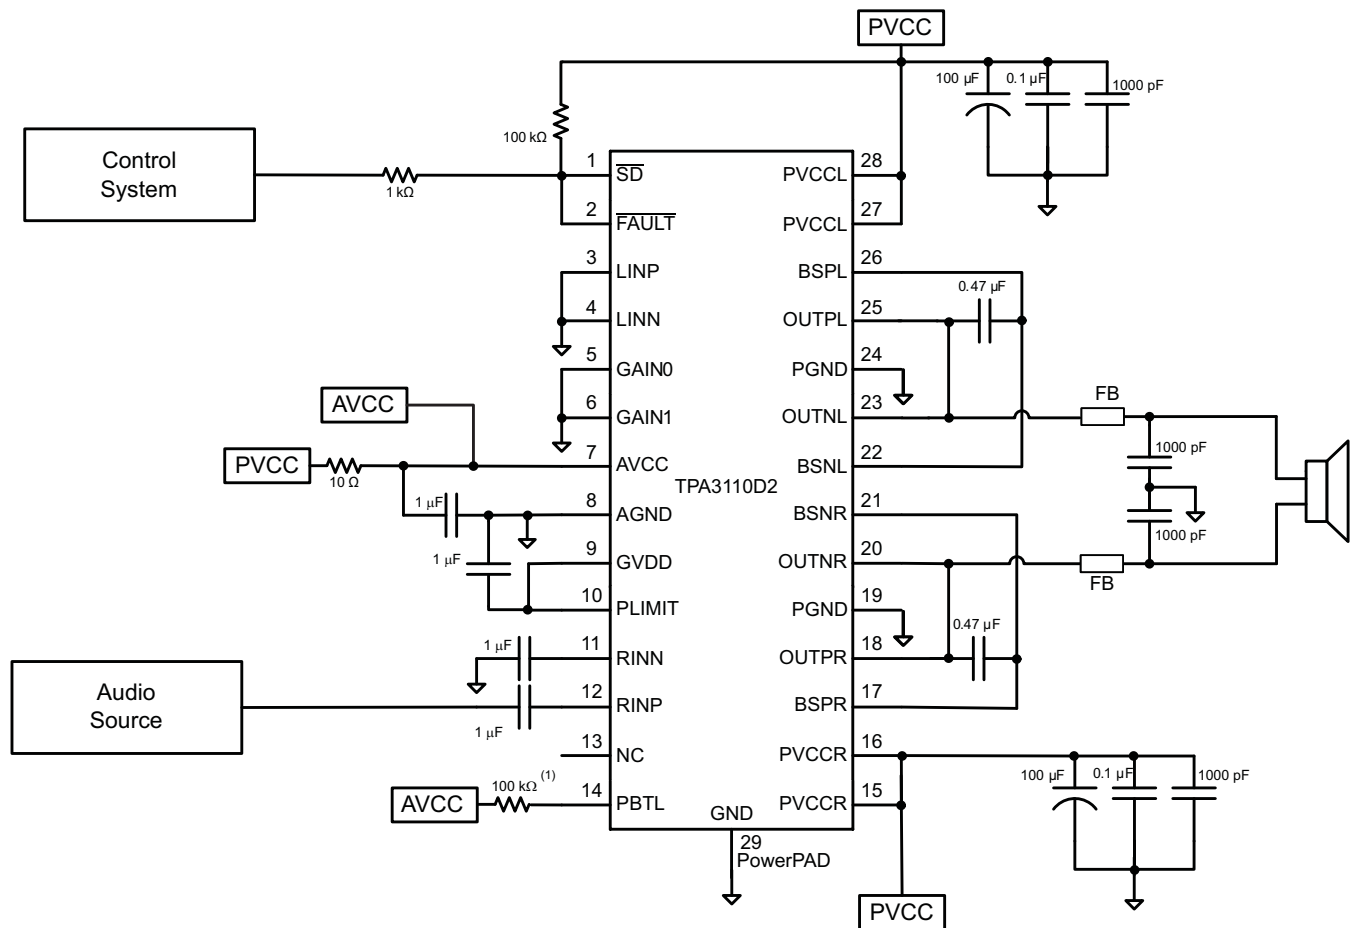 PVCC
100 µF
0.1 µF
1000 pF
100 kΩ
Control
System
1 kΩ
1
SD
28
PVCCL
2
FAULT
27
PVCCL
3
LINP
26
BSPL
0.47 µF
4
LINN
25
OUTPL
5
GAIN0
24
PGND
AVCC
6
GAIN1
23
OUTNL
FB
PVCC
10 Ω
7
AVCC
22
BSNL
1000 pF
TPA3110D2
1 µF
8
AGND
21
BSNR
1 µF
9
GVDD
20
OUTNR
1000 pF
FB
10
PLIMIT
19
PGND
0.47 µF
1 µF
11
RINN
18
OUTPR
Audio
Source
1 µF
12
RINP
17
BSPR
13
NC
16
PVCCR
100 µF
0.1 µF
1000 pF
AVCC
100 kΩ (1)
14
PBTL
15
PVCCR
GND
29
PowerPAD
PVCC